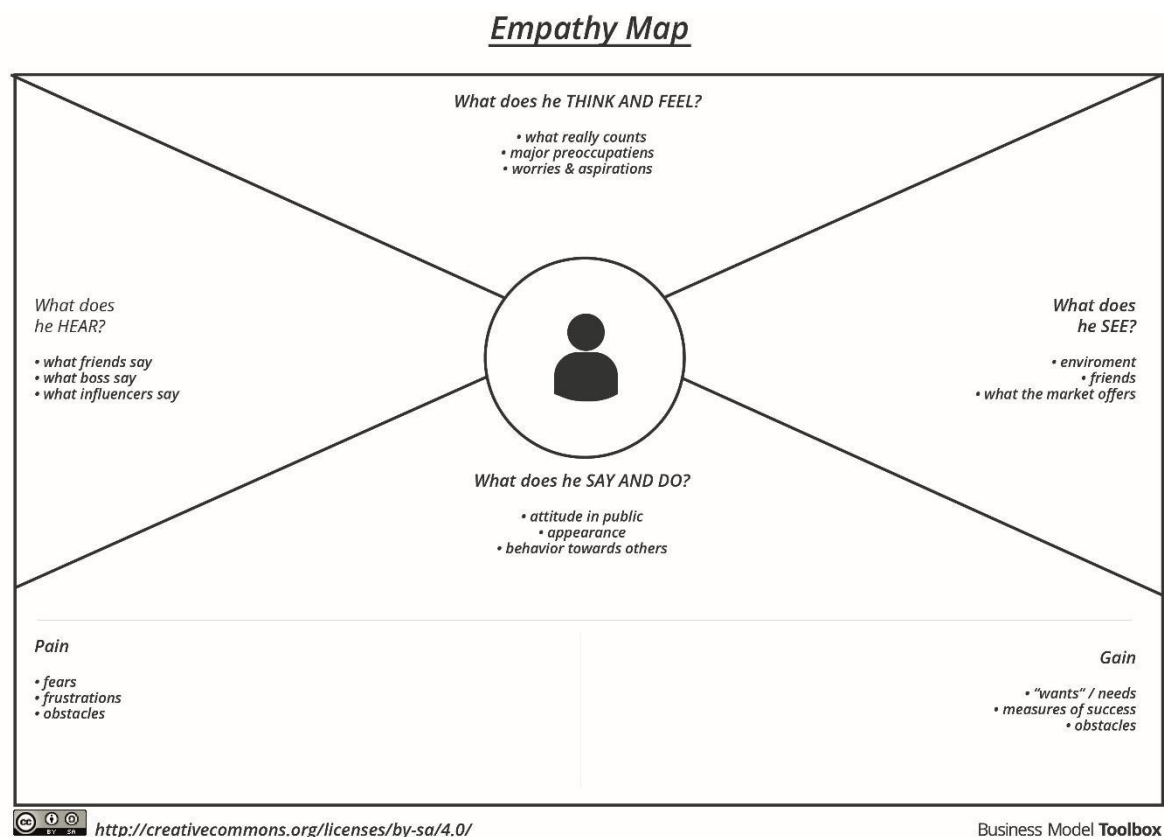 Empathy Map
What does he THINK AND FEEL?
• what really counts
• major preoccupatiens
• worries & aspirations
What does
he HEAR?
• what friends say
• what boss say
• what influencers say
What does
he SEE?
• enviroment
• friends
• what the market offers
What does he SAY AND DO?
• attitude in public
• appearance
• behavior towards others
Pain
• fears
• frustrations
• obstacles
Gain
• “wants“ / needs
• measures of success
• obstacles
cc BY SA
http://creativecommons.org/licenses/by-sa/4.0/
Business Model Toolbox